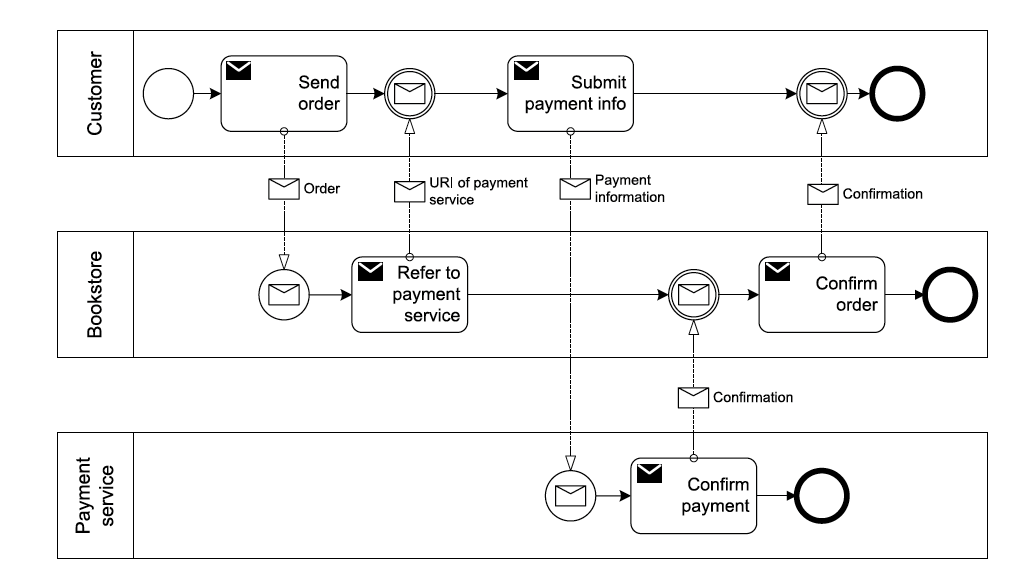 Customer
Send
order
Submit
payment info
Order
URI of payment
service
Payment
information
Confirmation
Bookstore
Refer to
payment
service
Confirm
order
Confirmation
Payment
service
Confirm
payment